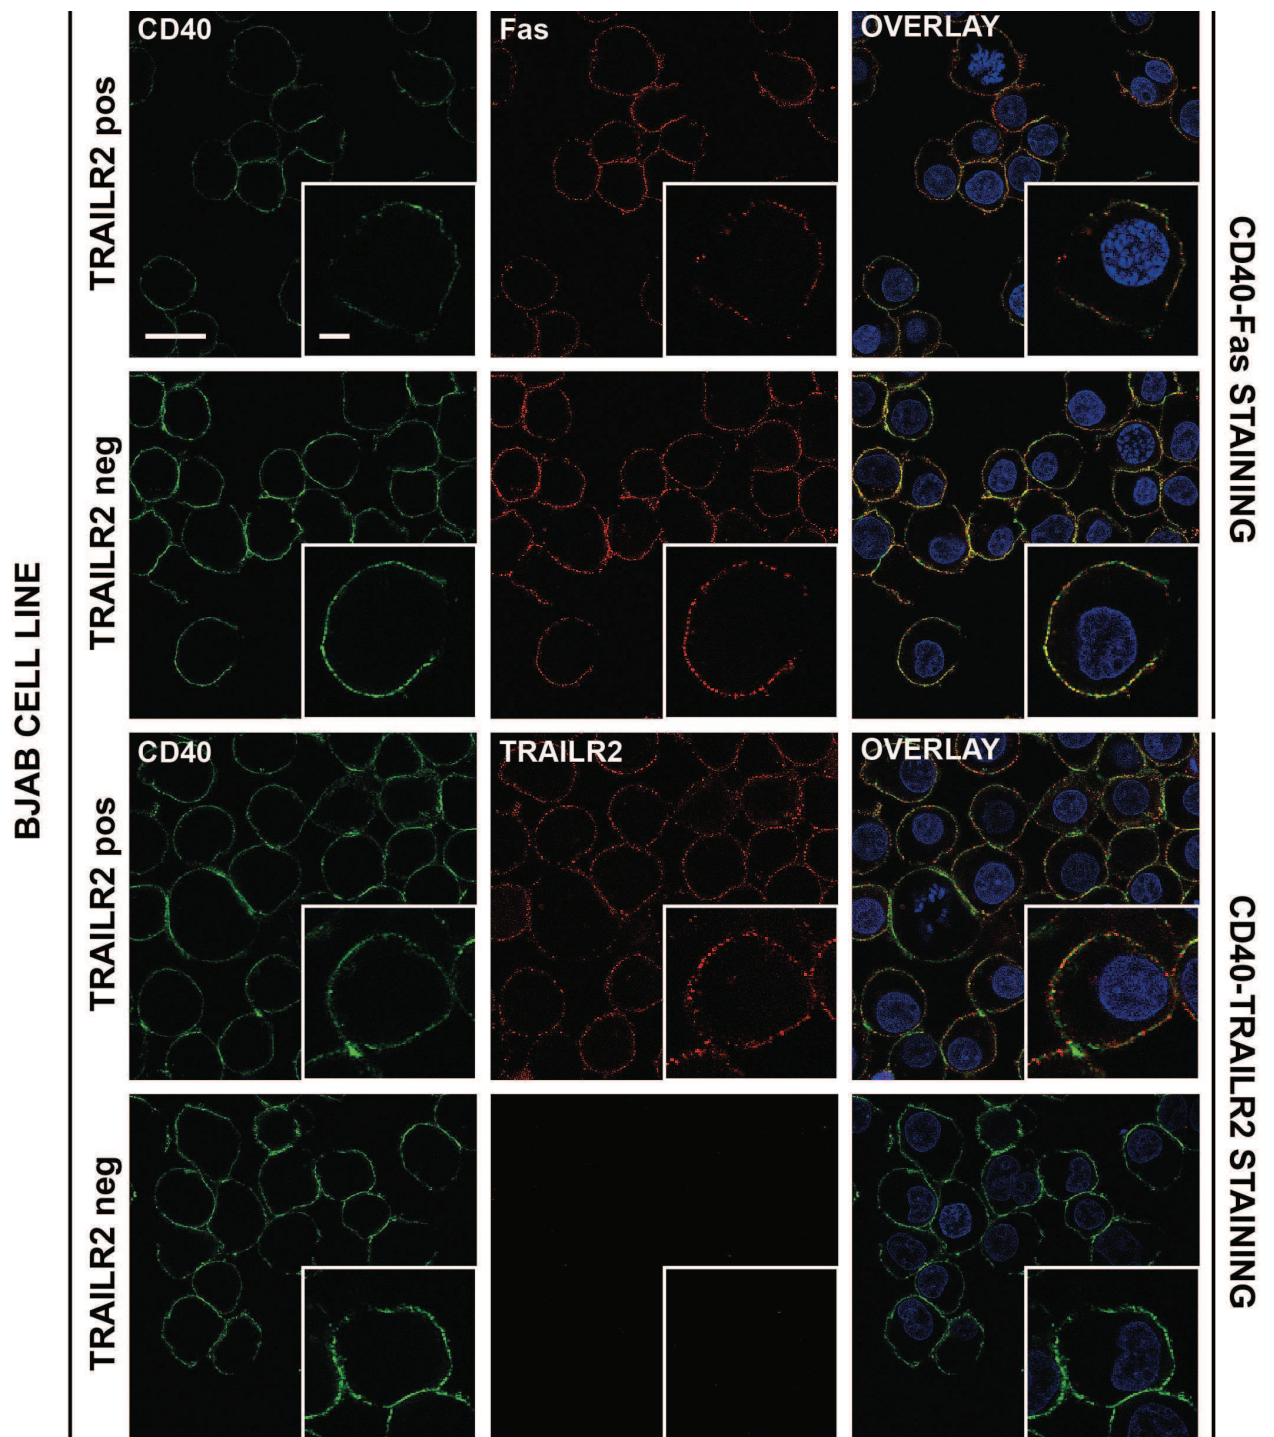 BJAB CELL LINE
TRAILR2 pos
CD40
Fas
OVERLAY
CD40-Fas STAINING
TRAILR2 neg
TRAILR2 pos
CD40
TRAILR2
OVERLAY
CD40-TRAILR2 STAINING
TRAILR2 neg